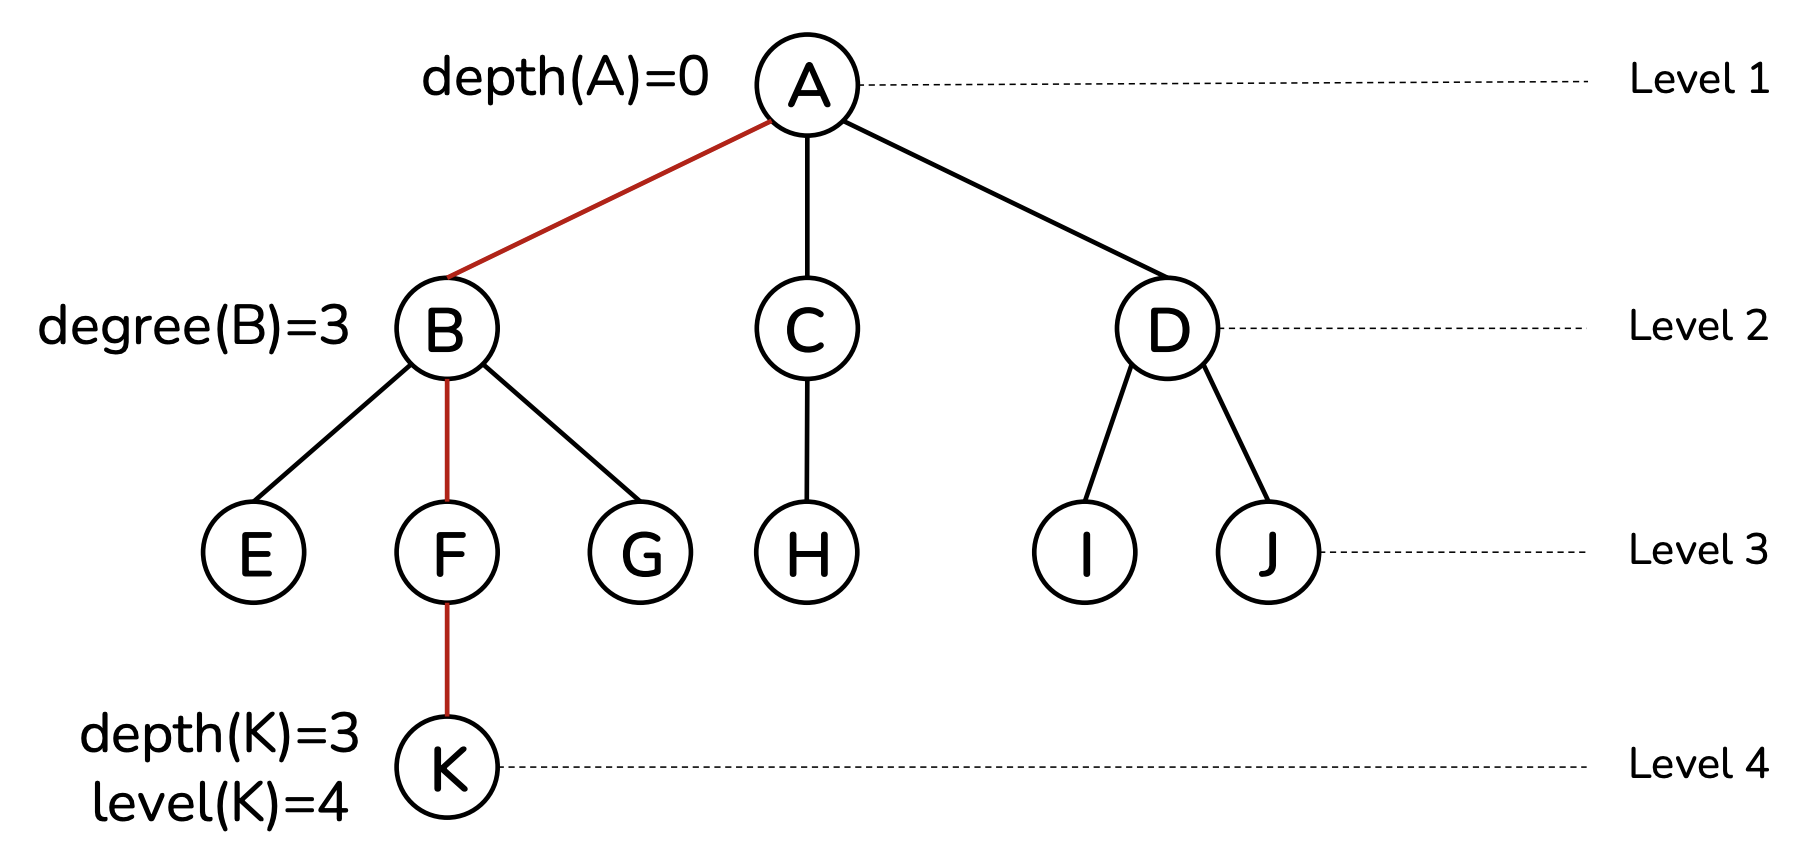 depth(A)=0
A
Level 1
degree(B)=3
B
C
D
Level 2
E
F
G
H
I
J
Level 3
depth(K)=3
level(K)=4
K
Level 4